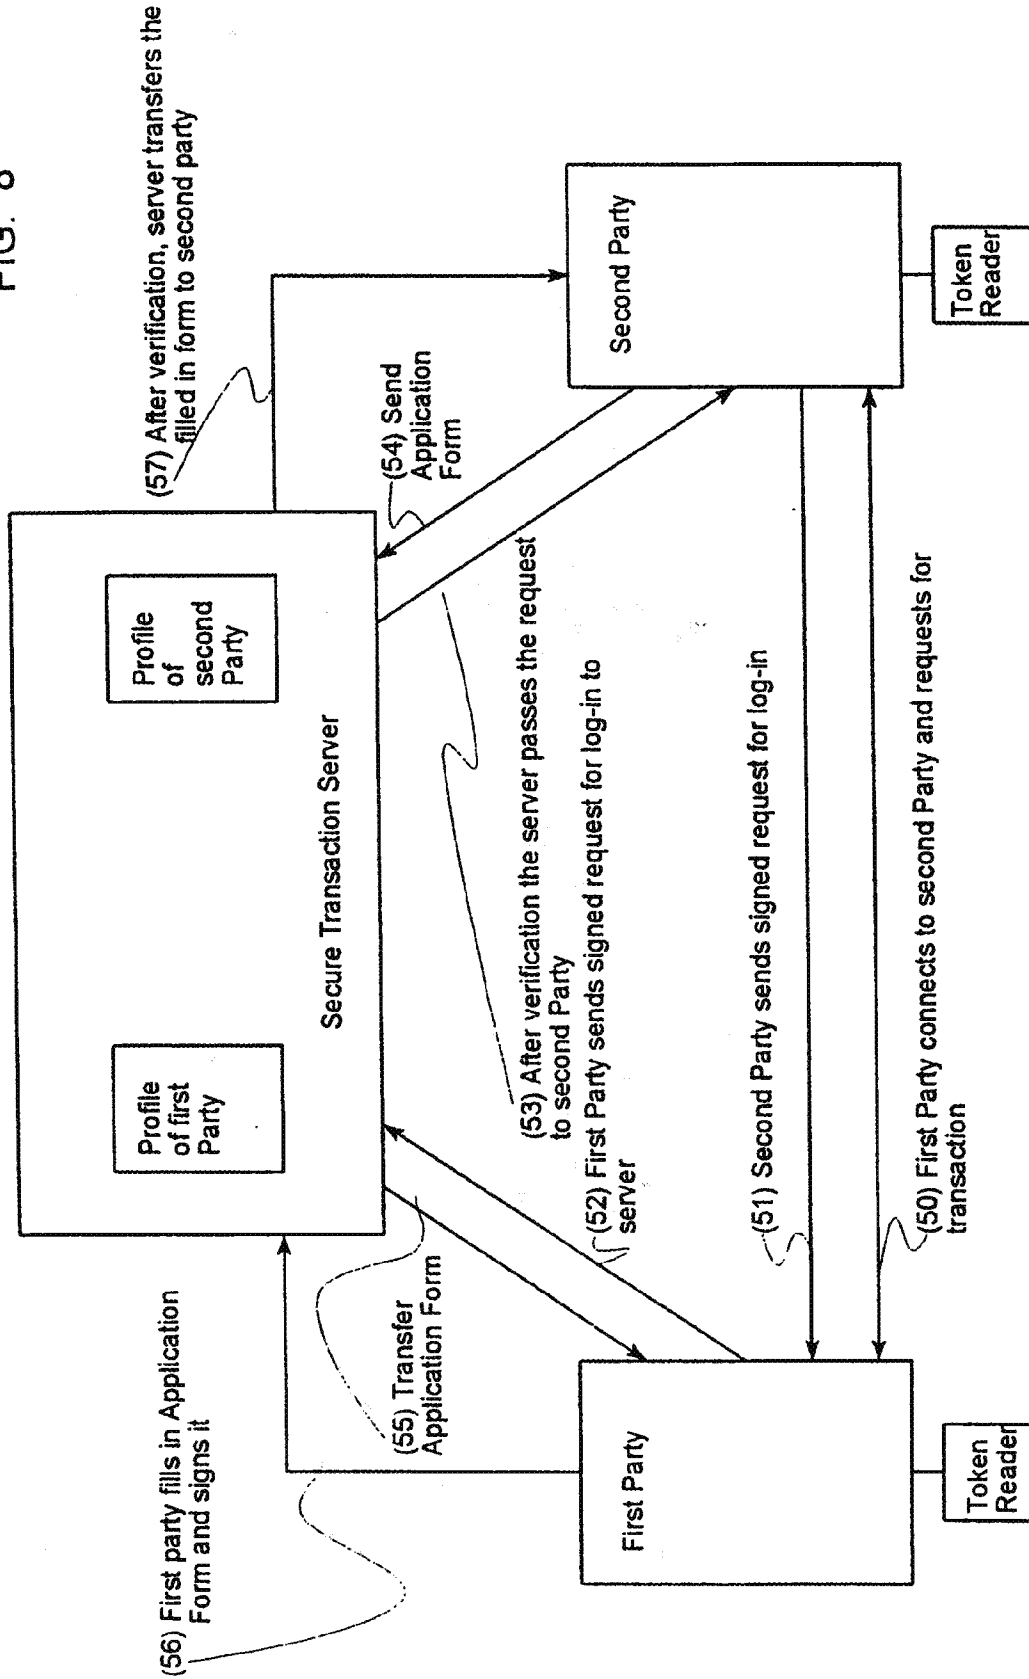 FIG. 8
(57) After verification, server transfers the
filled in form to second party
Profile
of
second
Party
Profile
of first
Party
Secure Transaction Server
(56) First party fills in Application
Form and signs it
(54) Send
Application
Form
(55) Transfer
Application Form
(53) After verification the server passes the request
to second Party
(52) First Party sends signed request for log-in to
server
(51) Second Party sends signed request for log-in
(50) First Party connects to second Party and requests for
transaction
First Party
Second Party
Token
Reader
Token
Reader